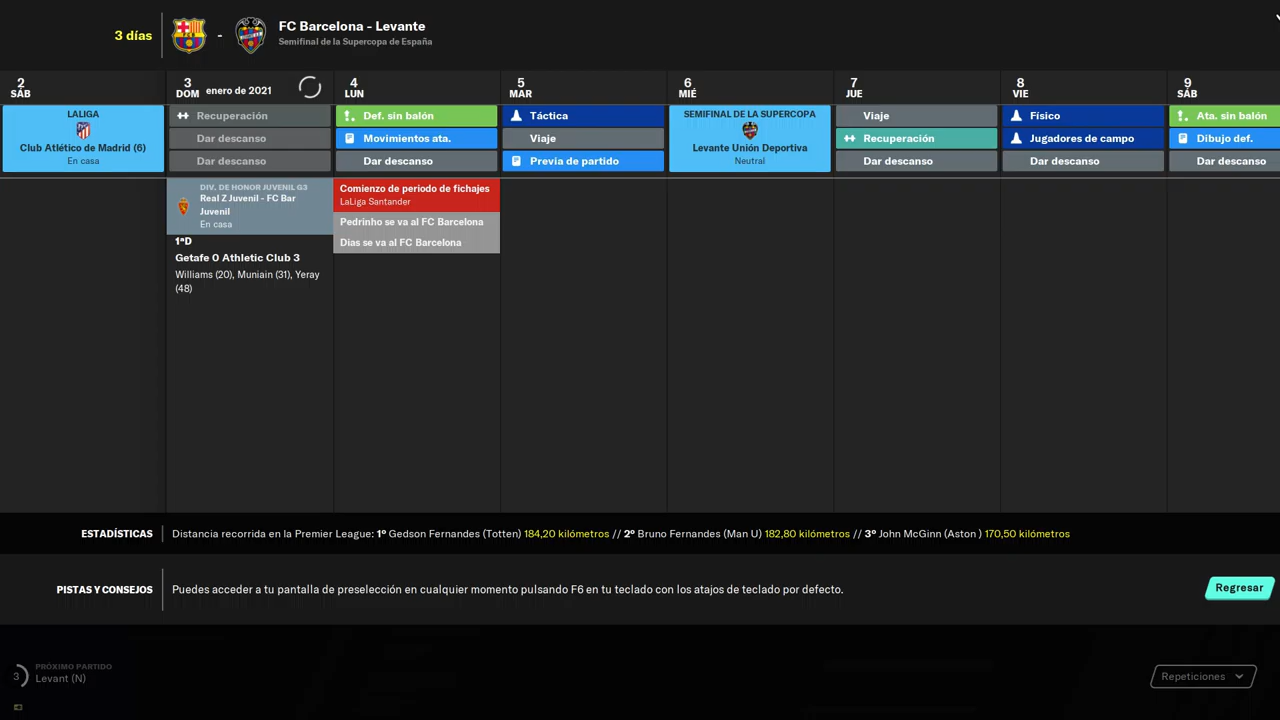 3 días
FC Barcelona - Levante
Semifinal de la Supercopa de España
2
SÁB
3
DOM enero de 2021
4
LUN
5
MAR
6
MIÉ
7
JUE
8
VIE
9
SÁB
LALIGA
Club Atlético de Madrid (6)
En casa
Recuperación
Dar descanso
Dar descanso
Def. sin balón
Movimientos ata.
Dar descanso
Táctica
Viaje
Previa de partido
SEMIFINAL DE LA SUPERCOPA
Levante Unión Deportiva
Neutral
Viaje
Recuperación
Dar descanso
Físico
Jugadores de campo
Dar descanso
Ata. sin balón
Dibujo def.
Dar descanso
DIV. DE HONOR JUVENIL G3
Real Z Juvenil - FC Bar
Juvenil
En casa
1ªD
Getafe 0 Athletic Club 3
Williams (20), Muniain (31), Yeray
(48)
Comienzo de periodo de fichajes
LaLiga Santander
Pedrinho se va al FC Barcelona
Dias se va al FC Barcelona
ESTADÍSTICAS Distancia recorrida en la Premier League: 1º Gedson Fernandes (Totten) 184,20 kilómetros // 2º Bruno Fernandes (Man U) 182,80 kilómetros // 3º John McGinn (Aston ) 170,50 kilómetros
PISTAS Y CONSEJOS Puedes acceder a tu pantalla de preselección en cualquier momento pulsando F6 en tu teclado con los atajos de teclado por defecto.
Regresar
3
PRÓXIMO PARTIDO
Levant (N)
Repeticiones